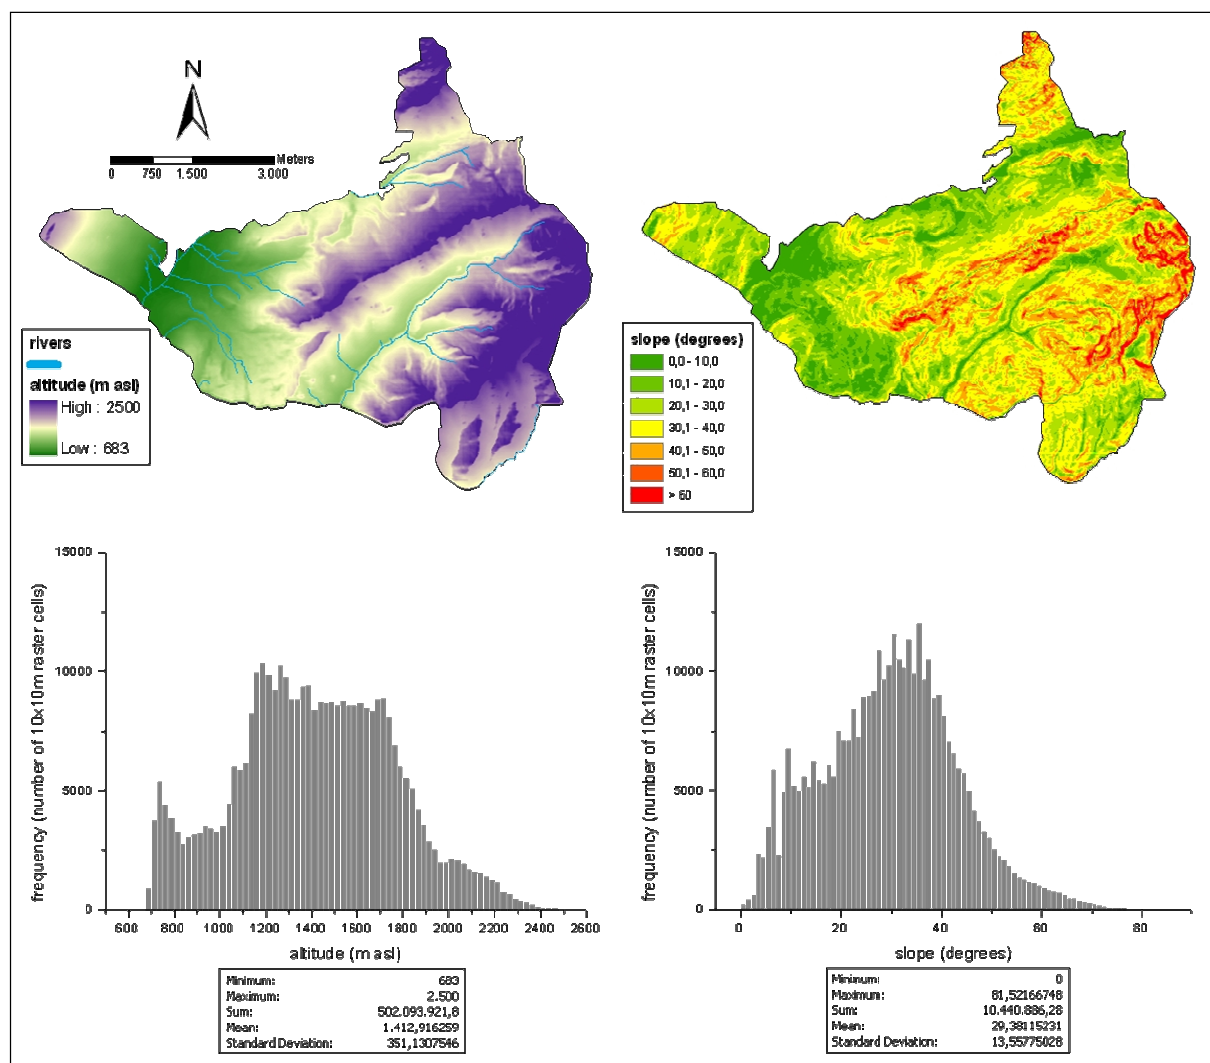 N
Meters
0 750 1.500 3.000
rivers
altitude (m asl)
High : 2500
Low : 683
slope (degrees)
0,0 - 10,0
10,1 - 20,0
20,1 - 30,0
30,1 - 40,0
40,1 - 50,0
50,1 - 60,0
> 60
15000
10000
5000
0
frequency (number of 10x10m raster cells)
600 800 1000 1200 1400 1600 1800 2000 2200 2400 2600
altitude (m asl)
Minimum: 683
Maximum: 2.500
Sum: 502.093.921,8
Mean: 1.412,916259
Standard Deviation: 351,1307546
15000
10000
5000
0
frequency (number of 10x10m raster cells)
0 20 40 60 80
slope (degrees)
Minimum: 0
Maximum: 81,52166748
Sum: 10.440.886,28
Mean: 29,38115231
Standard Deviation: 13,55775028